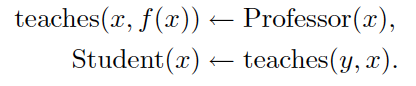 teaches(x, f(x)) ← Professor(x),
Student(x) ← teaches(y, x).